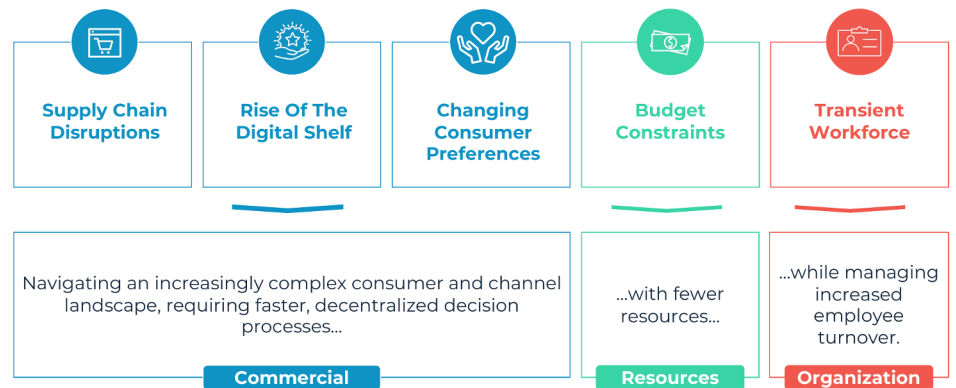 Supply Chain
Disruptions
Rise Of The
Digital Shelf
Changing
Consumer
Preferences
Budget
Constraints
Transient
Workforce
Navigating an increasingly complex consumer and channel
landscape, requiring faster, decentralized decision
processes...
...with fewer
resources...
...while managing
increased
employee
turnover.
Commercial
Resources
Organization